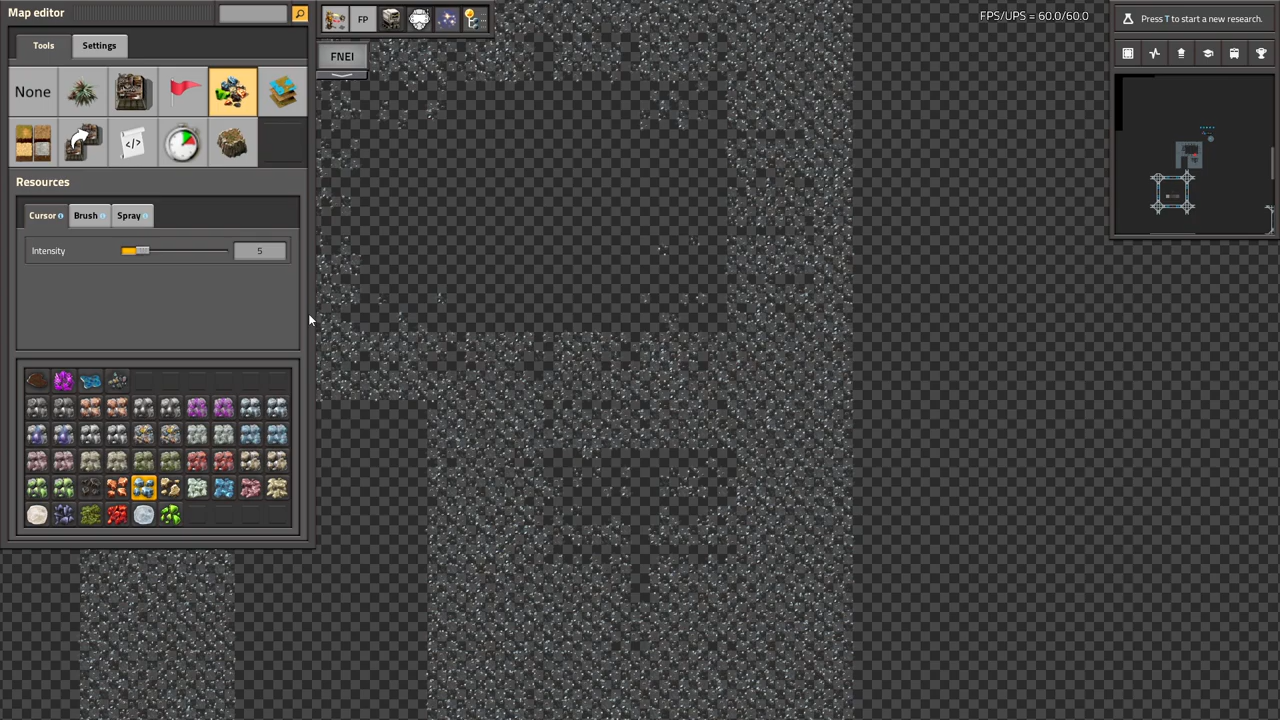 Map editor
FP
FPS/UPS = 60.0/60.0
Press T to start a new research.
Tools
Settings
FNEI
None
</>
Resources
Cursor
Brush
Spray
Intensity
5